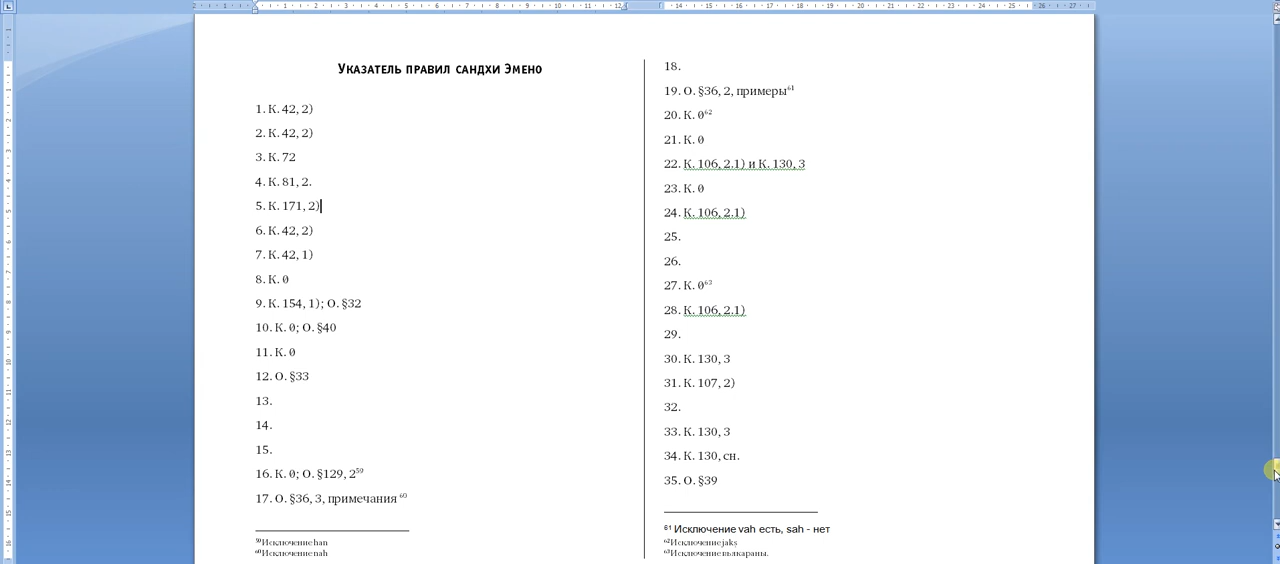 Указатель правил сандхи Эмено
1. К. 42, 2)
2. К. 42, 2)
3. К. 72
4. К. 81, 2.
5. К. 171, 2)
6. К. 42, 2)
7. К. 42, 1)
8. К. 0
9. К. 154, 1); О. §32
10. К. 0; О. §40
11. К. 0
12. О. §33
13.
14.
15.
16. К. 0; О. §129, 2⁵⁹
17. О. §36, 3, примечания ⁶⁰
⁵⁹Исключение han
⁶⁰Исключение nah
18.
19. О. §36, 2, примеры⁶¹
20. К. 0⁶²
21. К. 0
22. К. 106, 2.1) и К. 130, 3
23. К. 0
24. К. 106, 2.1)
25.
26.
27. К. 0⁶³
28. К. 106, 2.1)
29.
30. К. 130, 3
31. К. 107, 2)
32.
33. К. 130, 3
34. К. 130, сн.
35. О. §39
⁶¹ Исключение vah есть, sah - нет
⁶²Исключение jakṣ
⁶³Исключение вълкараны.